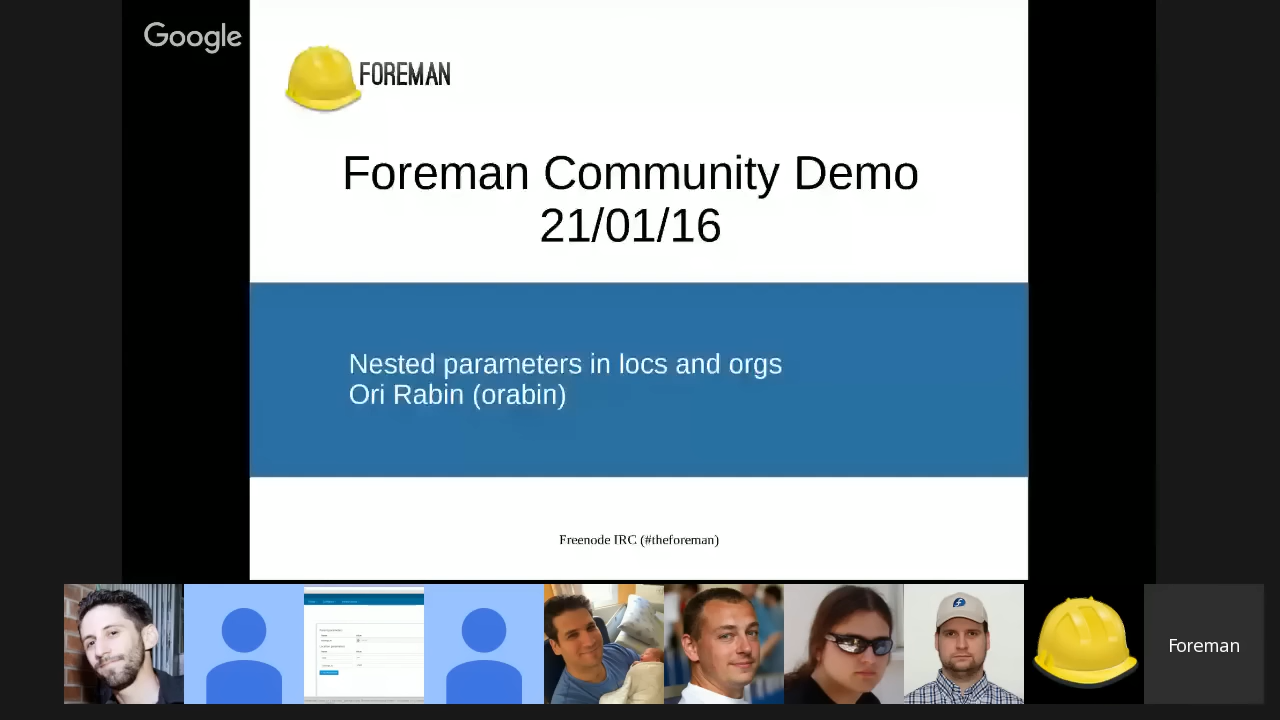 Google
FOREMAN
Foreman Community Demo
21/01/16
Nested parameters in locs and orgs
Ori Rabin (orabin)
Freenode IRC (#theforeman)
Foreman